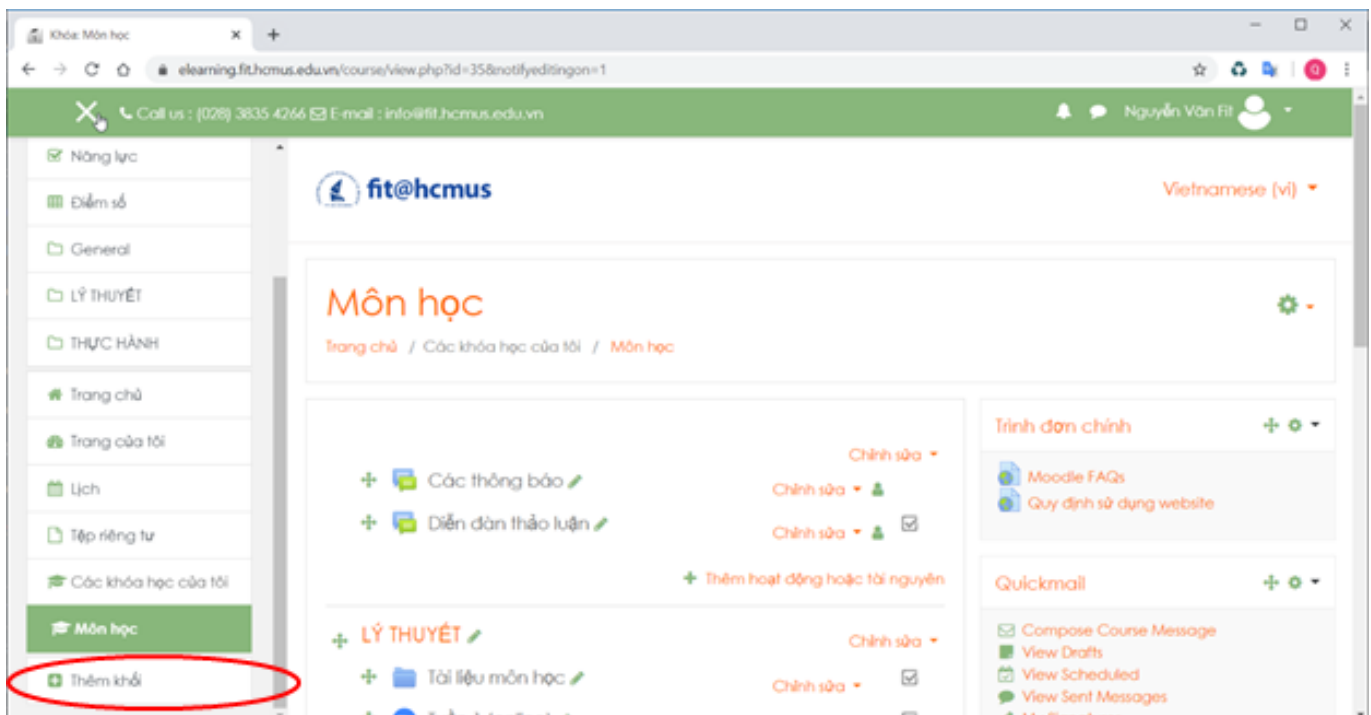 Khóa: Môn học
elearning.fit.hcmus.edu.vn/course/view.php?id=35&notifyeditingon=1
Call us : (028) 3835 4266 E-mail : info@fit.hcmus.edu.vn
Nguyễn Văn Fit
Năng lực
Điểm số
General
LÝ THUYẾT
THỰC HÀNH
Trang chủ
Trang của tôi
Lịch
Tệp riêng tư
Các khóa học của tôi
Môn học
Thêm khối
fit@hcmus
Vietnamese (vi)
Môn học
Trang chủ / Các khóa học của tôi / Môn học
Chỉnh sửa
Các thông báo
Chỉnh sửa
Diễn đàn thảo luận
Chỉnh sửa
Thêm hoạt động hoặc tài nguyên
LÝ THUYẾT
Chỉnh sửa
Tài liệu môn học
Chỉnh sửa
Trình đơn chính
Moodle FAQs
Quy định sử dụng website
Quickmail
Compose Course Message
View Drafts
View Scheduled
View Sent Messages